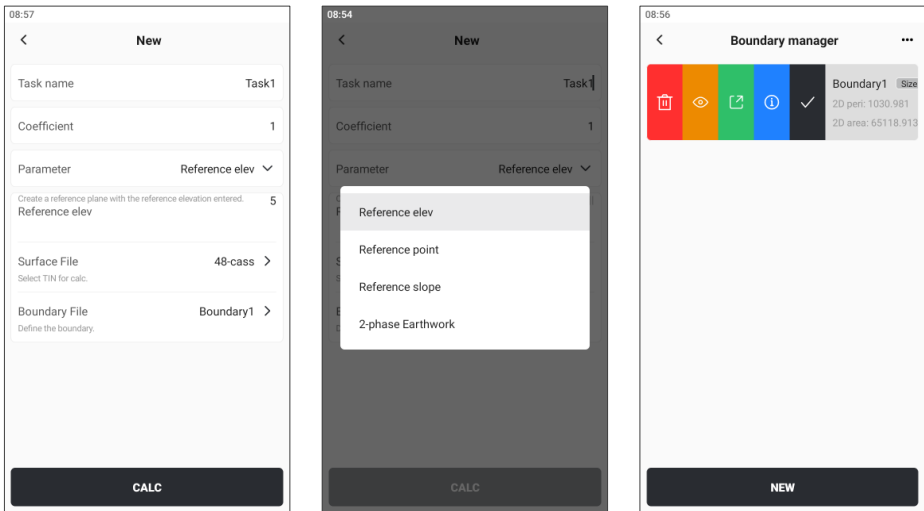 08:57
New
Task name Task1
Coefficient 1
Parameter Reference elev
Create a reference plane with the reference elevation entered. 5
Reference elev
Surface File 48-cass
Select TIN for calc.
Boundary File Boundary1
Define the boundary.
CALC
08:54
New
Task name Task1
Coefficient 1
Parameter Reference elev
Reference elev
Reference point
Reference slope
2-phase Earthwork
CALC
08:56
Boundary manager
Boundary1 Size
2D peri: 1030.981
2D area: 65118.913
NEW